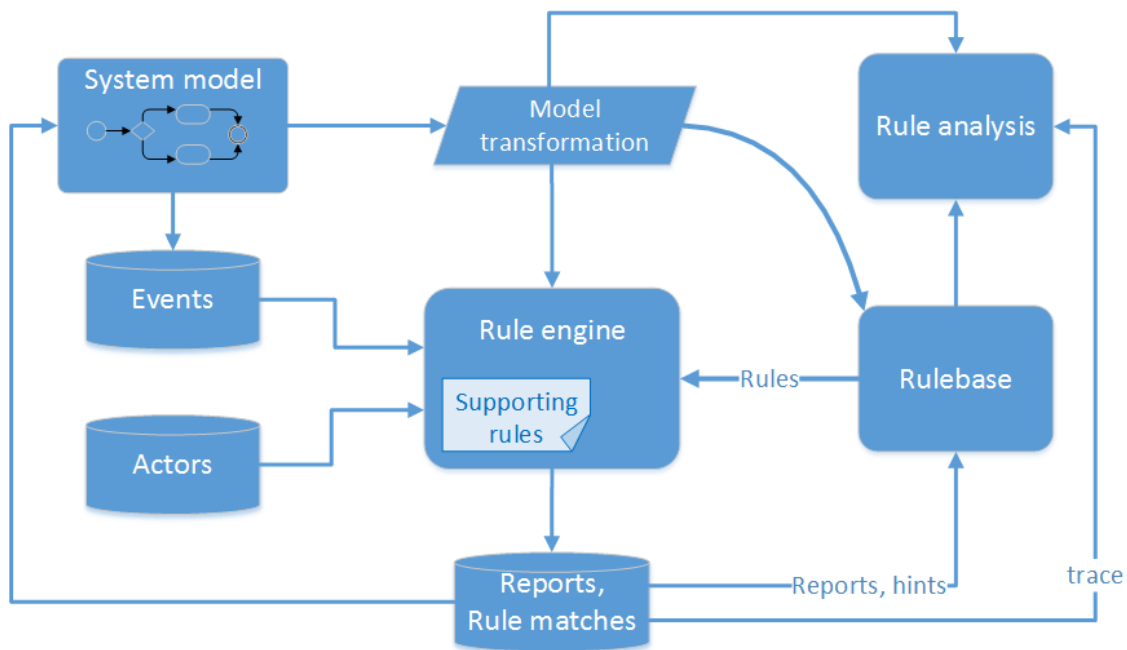 System model
Model
transformation
Rule analysis
Events
Rule engine
Supporting
rules
Rules
Rulebase
Actors
Reports,
Rule matches
Reports, hints
trace